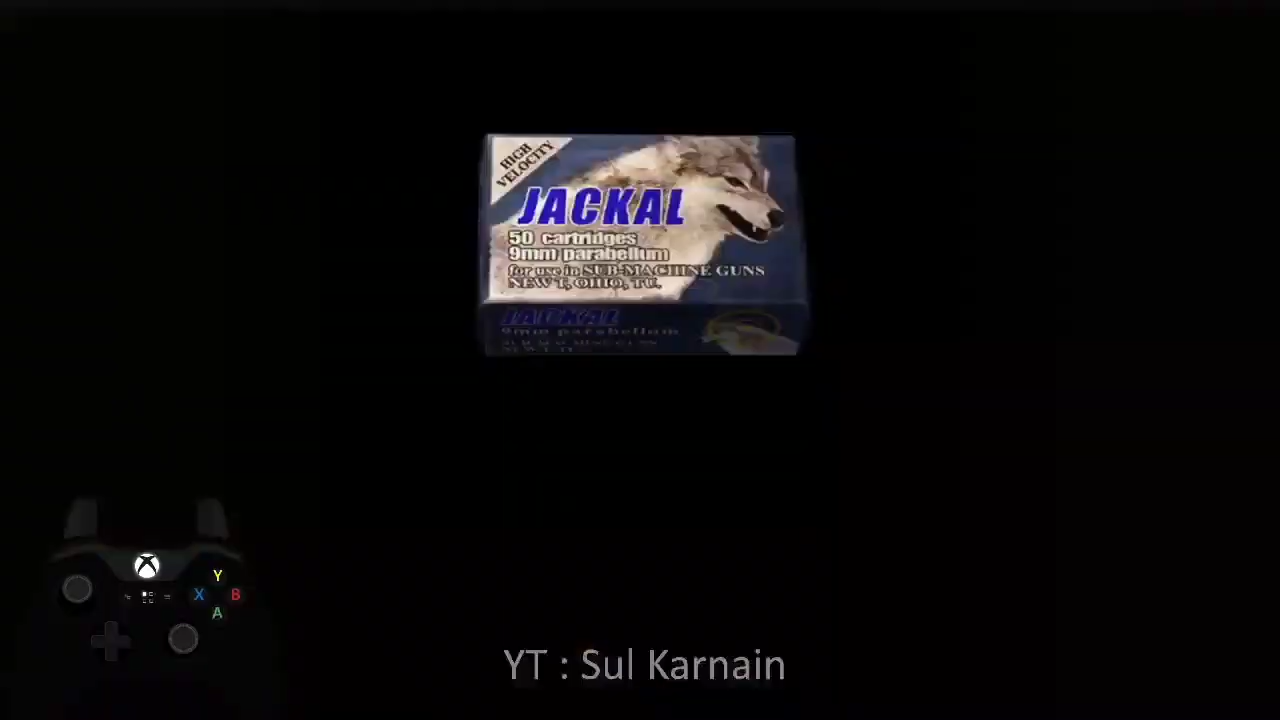 HIGH
VELOCITY
JACKAL
50 cartridges
9mm parabellum
for use in SUB-MACHINE GUNS
NEW T, OHIO, TU.
JACKAL
9mm parabellum
Y
X B
A
YT : Sul Karnain